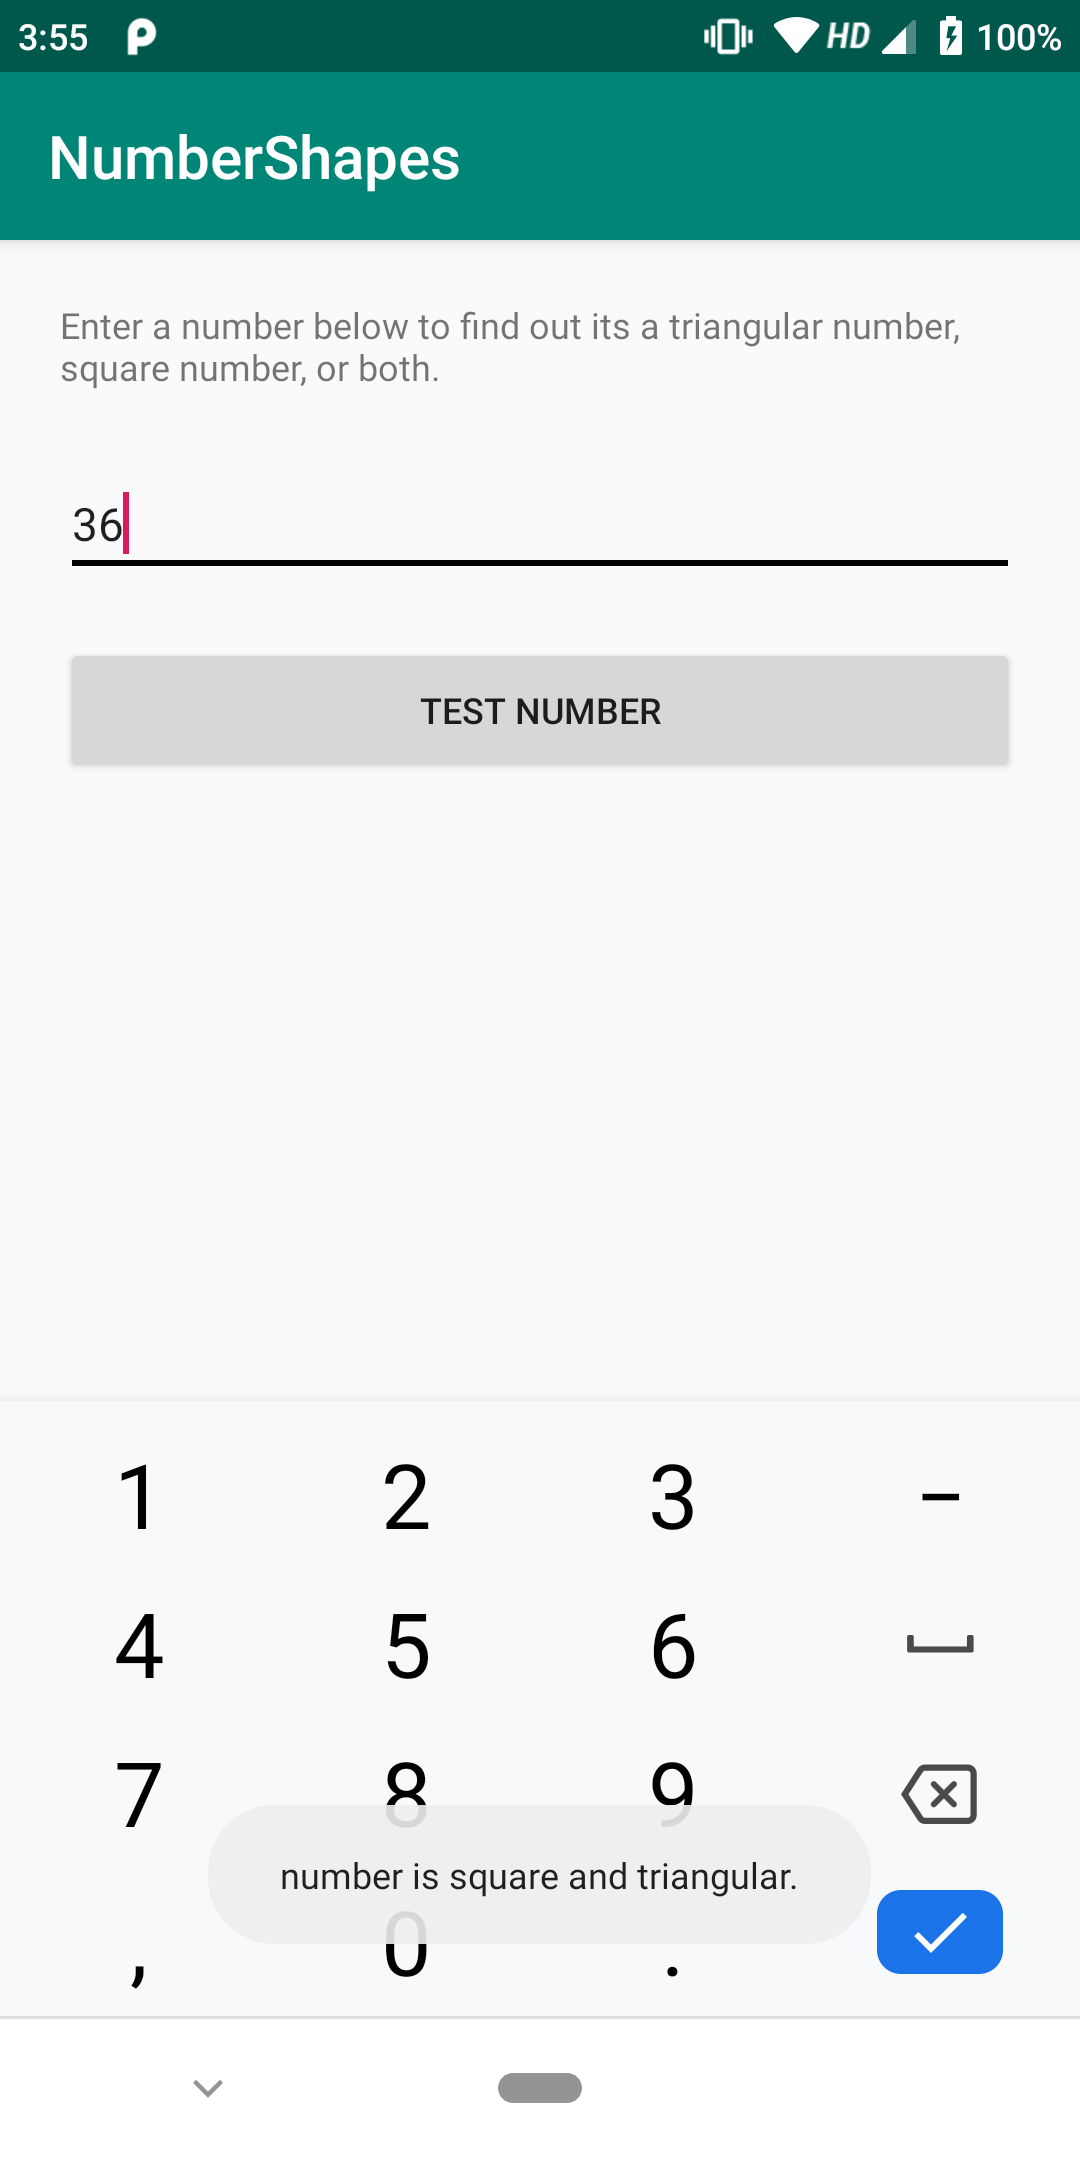 3:55 P HD 100%
NumberShapes
Enter a number below to find out its a triangular number,
square number, or both.
36
TEST NUMBER
1 2 3 –
4 5 6
7 8 9
number is square and triangular.
, 0 .